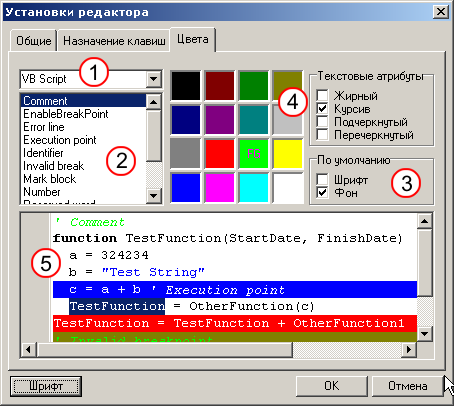 Установки редактора
Общие
Назначение клавиш
Цвета
1
VB Script
Comment
EnableBreakPoint
Error line
Execution point
Identifier
Invalid break
Mark block
Number
Reserved word
2
4
FG
Текстовые атрибуты
Жирный
Курсив
Подчеркнутый
Перечеркнутый
По умолчанию
Шрифт
Фон
3
5
' Comment
function TestFunction(StartDate, FinishDate)
a = 324234
b = "Test String"
c = a + b ' Execution point
TestFunction = OtherFunction(c)
TestFunction = TestFunction + OtherFunction1
' Invalid breakpoint
Шрифт
OK
Отмена